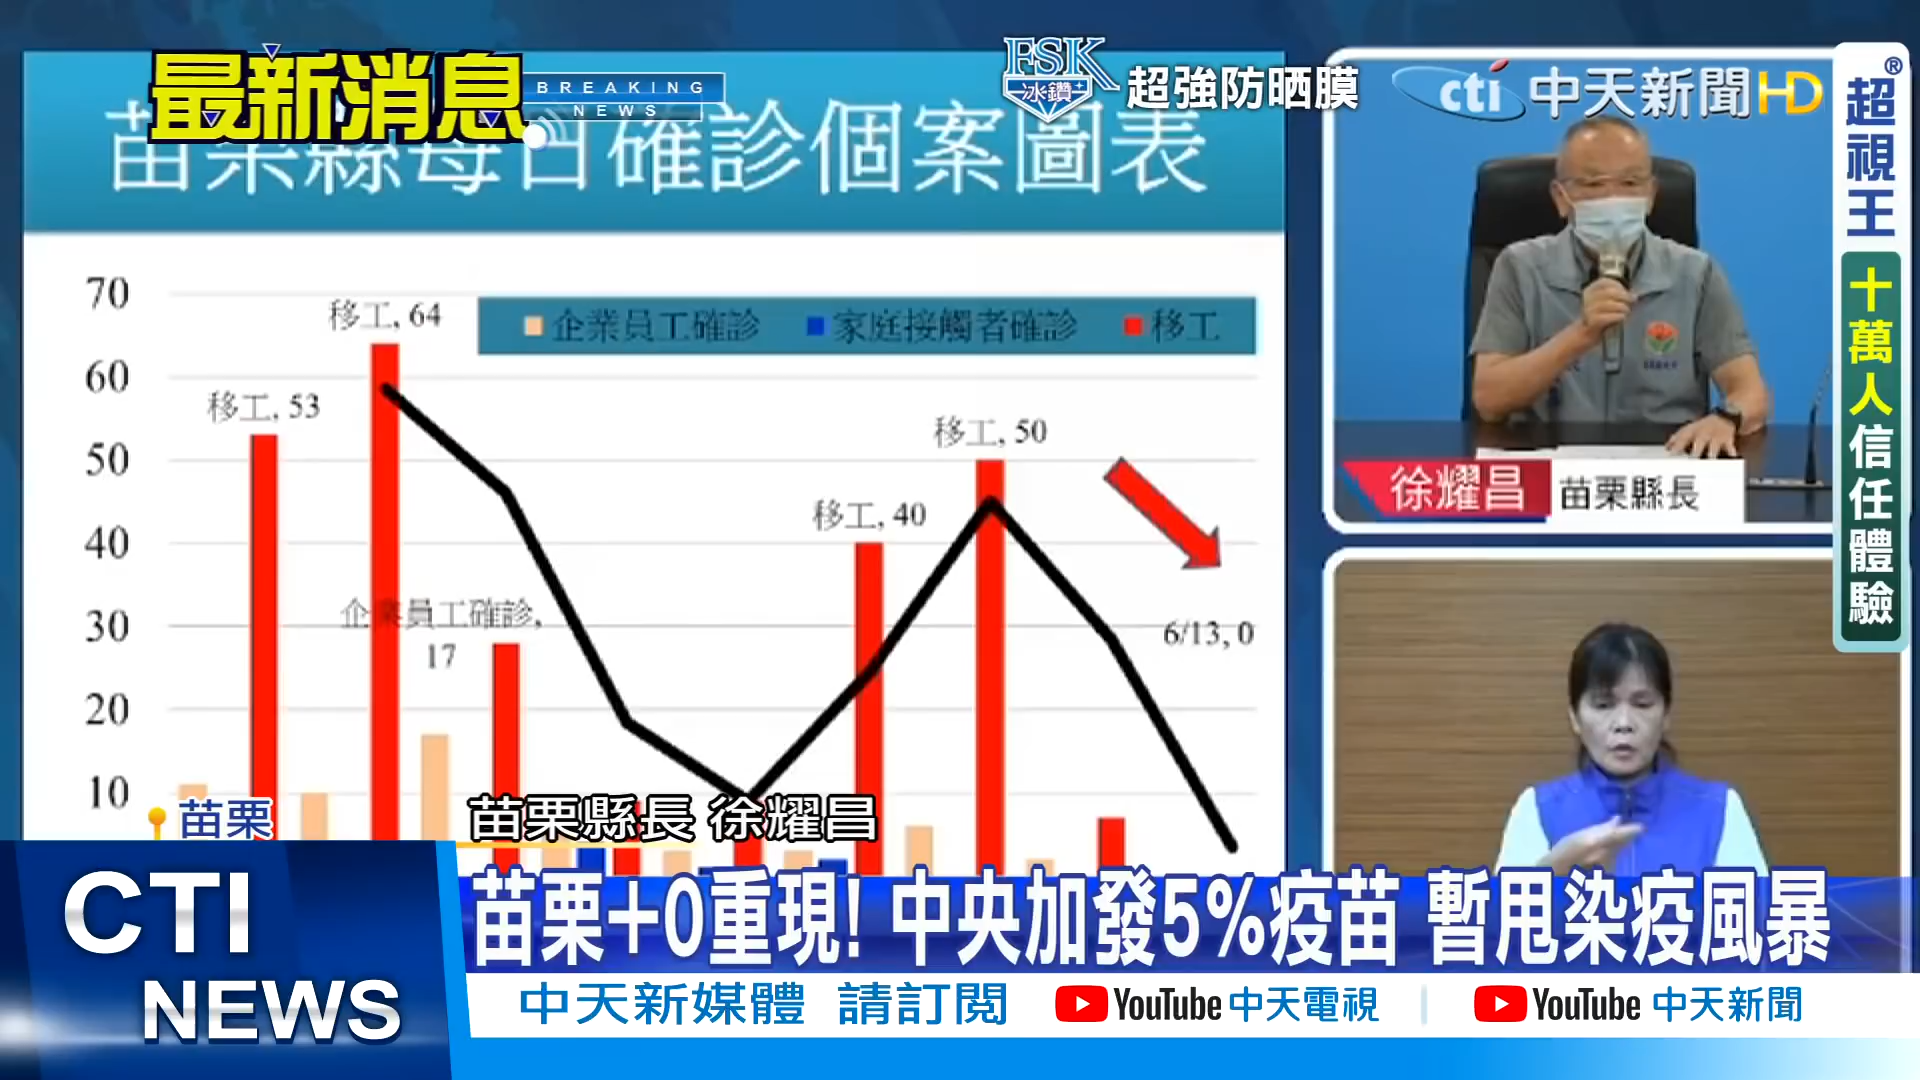 最新消息
BREAKING
NEWS
FSK
冰鑽
超強防晒膜
cti 中天新聞HD
超視王®
十萬人信任體驗
苗栗縣每日確診個案圖表
70
60
50
40
30
20
10
企業員工確診
家庭接觸者確診
移工
移工, 53
移工, 64
企業員工確診,
17
移工, 40
移工, 50
6/13, 0
徐耀昌
苗栗縣長
苗栗
苗栗縣長 徐耀昌
CTI
NEWS
苗栗+0重現! 中央加發5%疫苗 暫甩染疫風暴
中天新媒體 請訂閱 YouTube 中天電視 | YouTube 中天新聞